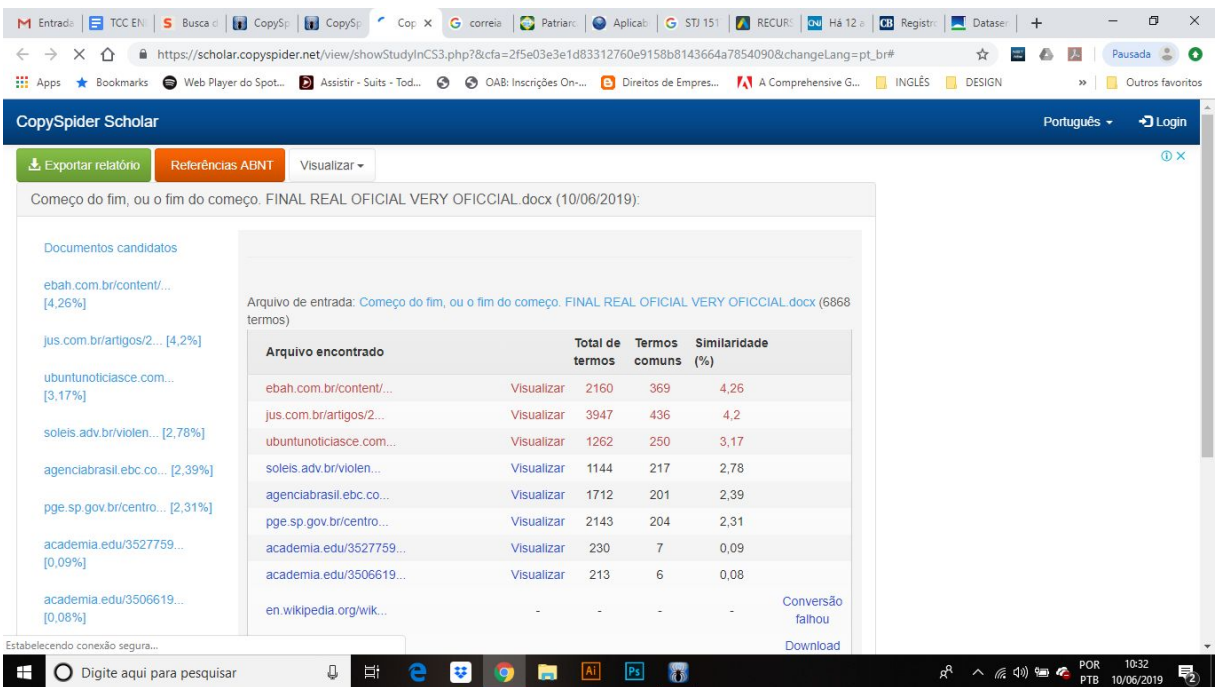 Entrada
TCC EN
Busca d
CopySp
CopySp
Cop
correia
Patriarc
Aplicab
STJ 151
RECURS
Há 12 a
Registro
Dataset
https://scholar.copyspider.net/view/showStudyInCS3.php?&cfa=2f5e03e3e1d83312760e9158b8143664a7854090&changeLang=pt_br#
Pausada
Apps
Bookmarks
Web Player do Spot...
Assistir - Suits - Tod...
OAB: Inscrições On-...
Direitos de Empres...
A Comprehensive G...
INGLÊS
DESIGN
»
Outros favoritos
CopySpider Scholar
Português
Login
Exportar relatório
Referências ABNT
Visualizar
Começo do fim, ou o fim do começo. FINAL REAL OFICIAL VERY OFICCIAL.docx (10/06/2019):
Documentos candidatos
ebah.com.br/content/...
[4,26%]
jus.com.br/artigos/2... [4,2%]
ubuntunoticiasce.com...
[3,17%]
soleis.adv.br/violen... [2,78%]
agenciabrasil.ebc.co... [2,39%]
pge.sp.gov.br/centro... [2,31%]
academia.edu/3527759...
[0,09%]
academia.edu/3506619...
[0,08%]
Arquivo de entrada: Começo do fim, ou o fim do começo. FINAL REAL OFICIAL VERY OFICCIAL.docx (6868
termos)
Arquivo encontrado Total de termos Termos comuns Similaridade (%)
ebah.com.br/content/... Visualizar 2160 369 4,26
jus.com.br/artigos/2... Visualizar 3947 436 4,2
ubuntunoticiasce.com... Visualizar 1262 250 3,17
soleis.adv.br/violen... Visualizar 1144 217 2,78
agenciabrasil.ebc.co... Visualizar 1712 201 2,39
pge.sp.gov.br/centro... Visualizar 2143 204 2,31
academia.edu/3527759... Visualizar 230 7 0,09
academia.edu/3506619... Visualizar 213 6 0,08
en.wikipedia.org/wik... - - - - Conversão falhou
Download
Estabelecendo conexão segura...
Digite aqui para pesquisar
Ai
Ps
POR
PTB
10:32
10/06/2019
2